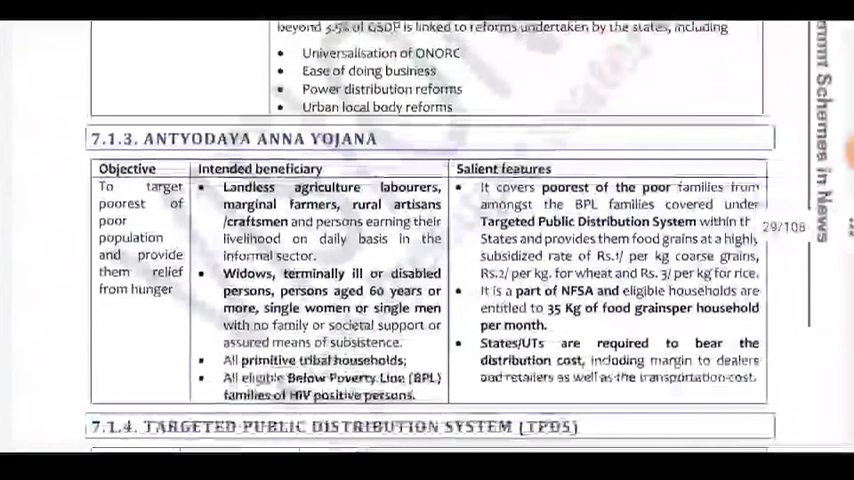 beyond 3.5% of GSDP is linked to reforms undertaken by the states, including
• Universalisation of ONORC
• Ease of doing business
• Power distribution reforms
• Urban local body reforms
7.1.3. ANTYODAYA ANNA YOJANA
Objective
To target
poorest of
poor
population
and provide
them relief
from hunger
Intended beneficiary
• Landless agriculture labourers,
marginal farmers, rural artisans
/craftsmen and persons earning their
livelihood on daily basis in the
informal sector.
• Widows, terminally ill or disabled
persons, persons aged 60 years or
more, single women or single men
with no family or societal support or
assured means of subsistence.
• All primitive tribal households;
• All eligible Below Poverty Line (BPL)
families of HIV positive persons.
Salient features
• It covers poorest of the poor families from
amongst the BPL families covered under
Targeted Public Distribution System within th
States and provides them food grains at a highly
subsidized rate of Rs.1/ per kg coarse grains,
Rs.2/ per kg. for wheat and Rs. 3/ per kg for rice.
• It is a part of NFSA and eligible households are
entitled to 35 Kg of food grainsper household
per month.
• States/UTs are required to bear the
distribution cost, including margin to dealers
and retailers as well as the transportation cost.
7.1.4. TARGETED PUBLIC DISTRIBUTION SYSTEM (TPDS)
29/108
Schemes in News